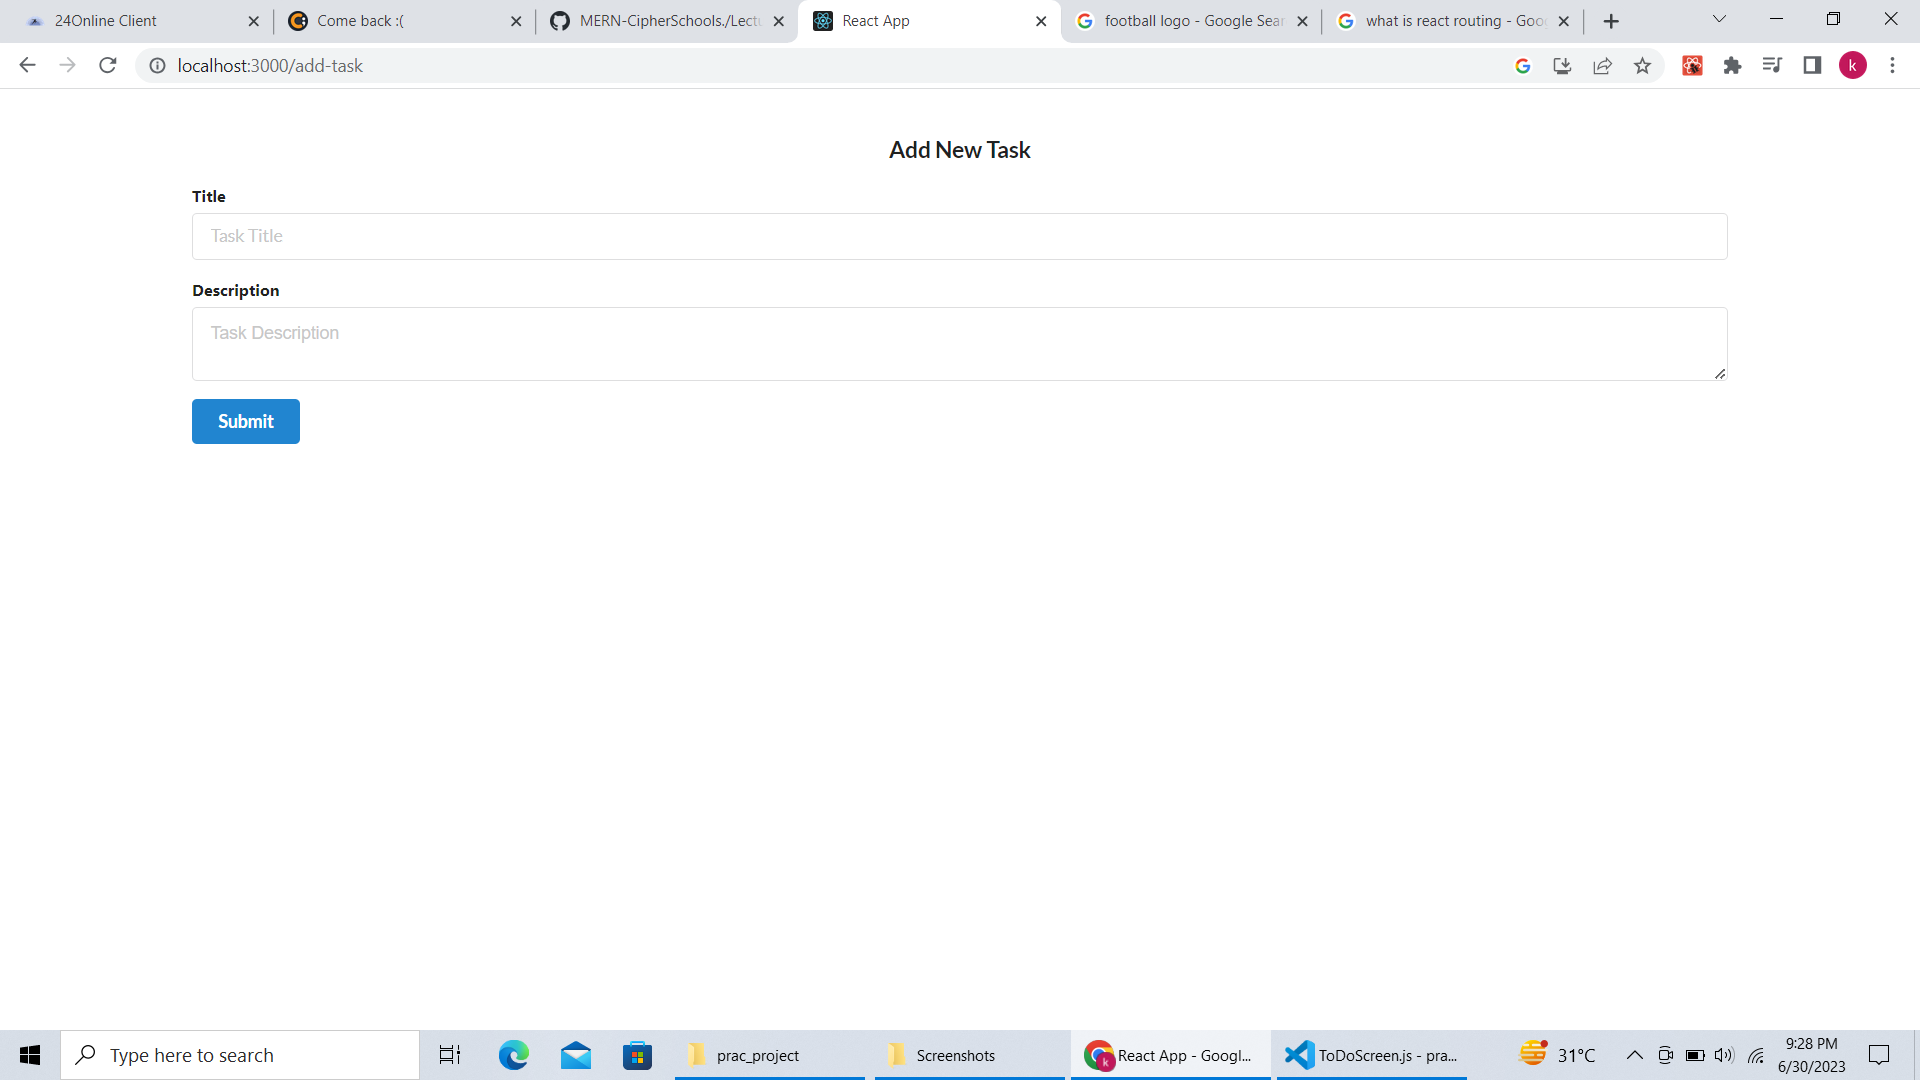 24Online Client
Come back :(
MERN-CipherSchools./Lectu
React App
football logo - Google Sear
what is react routing - Goog
localhost:3000/add-task
k
Add New Task
Title
Task Title
Description
Task Description
Submit
Type here to search
prac_project
Screenshots
k
React App - Googl...
ToDoScreen.js - pra...
31°C
9:28 PM
6/30/2023